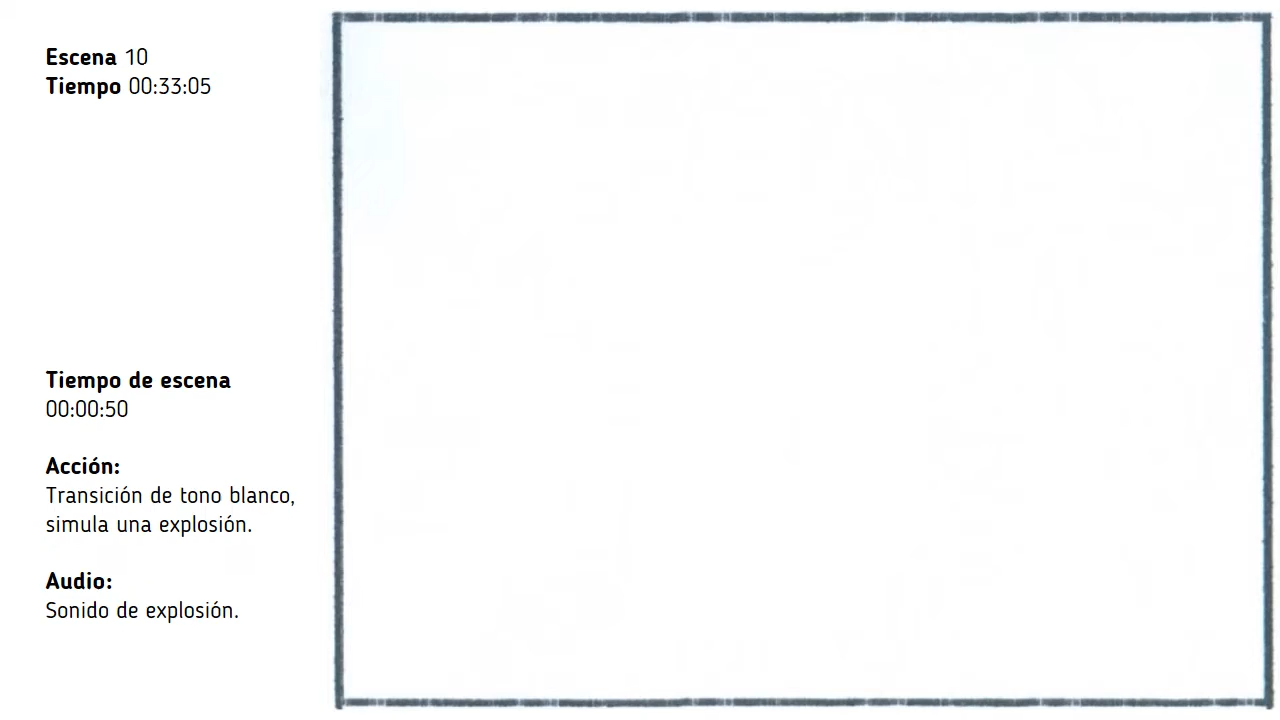 Escena 10
Tiempo 00:33:05
Tiempo de escena
00:00:50
Acción:
Transición de tono blanco,
simula una explosión.
Audio:
Sonido de explosión.